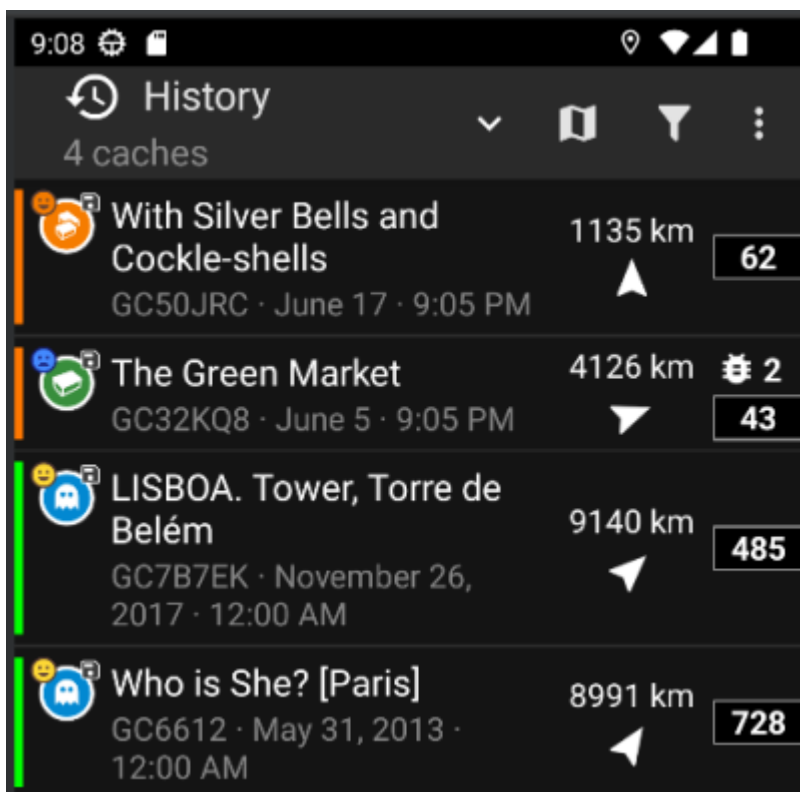 9:08
History
4 caches
With Silver Bells and
Cockle-shells
1135 km
62
GC50JRC · June 17 · 9:05 PM
The Green Market
4126 km
2
GC32KQ8 · June 5 · 9:05 PM
43
LISBOA. Tower, Torre de
Belém
9140 km
485
GC7B7EK · November 26,
2017 · 12:00 AM
Who is She? [Paris]
8991 km
728
GC6612 · May 31, 2013 ·
12:00 AM